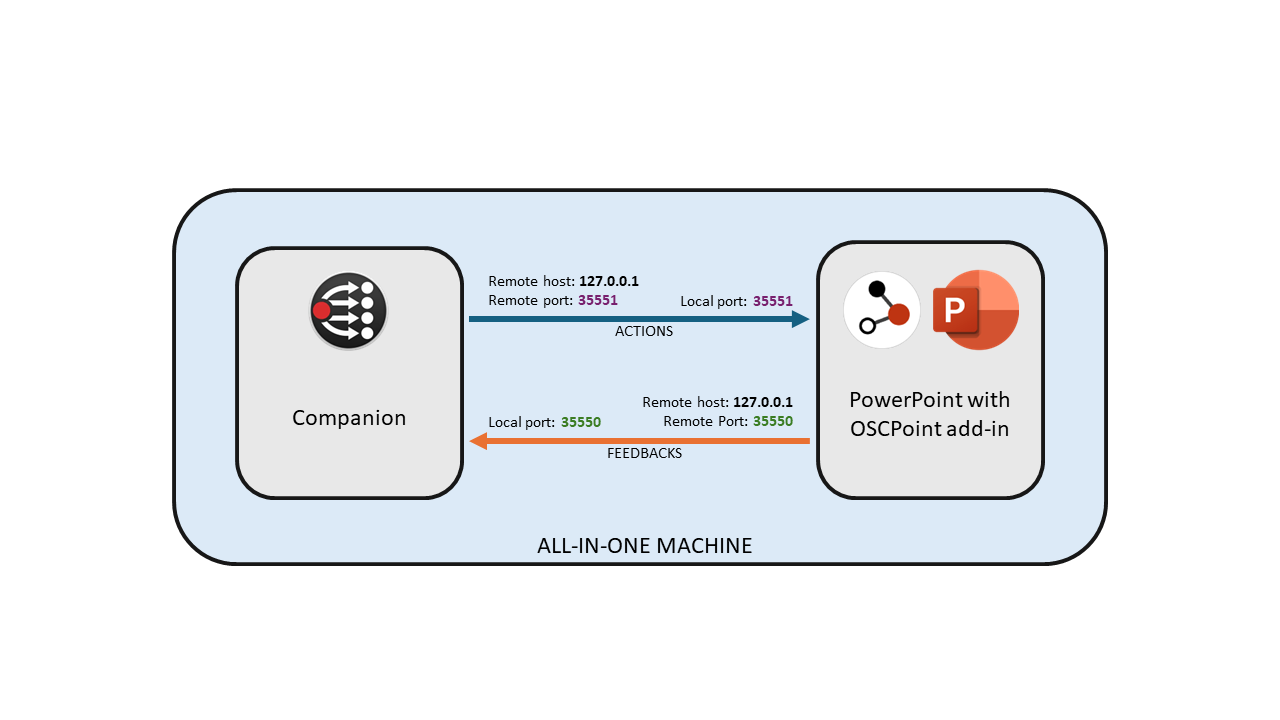 Remote host: 127.0.0.1
Remote port: 35551
Local port: 35551
ACTIONS
Companion
P
PowerPoint with
OSCPoint add-in
Remote host: 127.0.0.1
Local port: 35550
Remote Port: 35550
FEEDBACKS
ALL-IN-ONE MACHINE